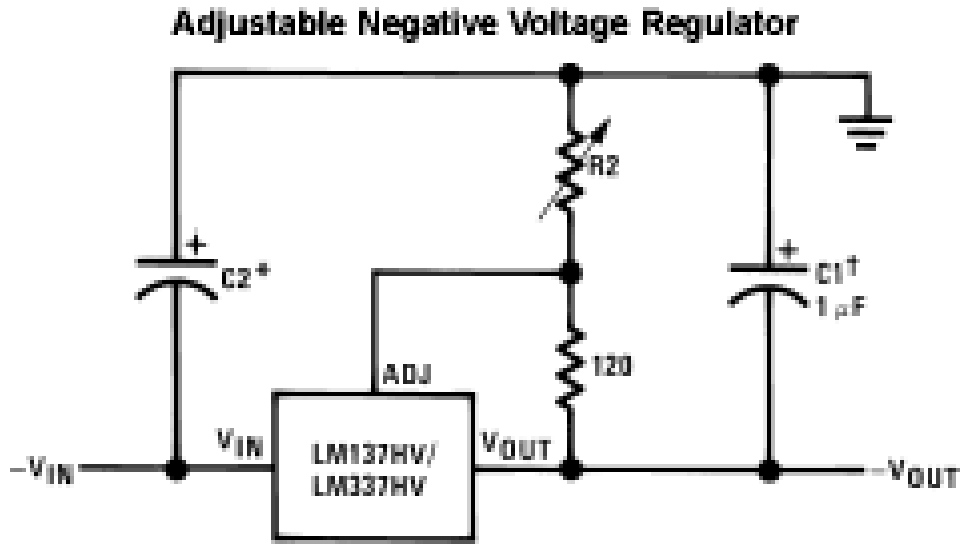 Adjustable Negative Voltage Regulator
R2
+
C2*
+
C1†
1 μF
ADJ
120
VIN
VOUT
LM137HV/
LM337HV
−VIN
−VOUT